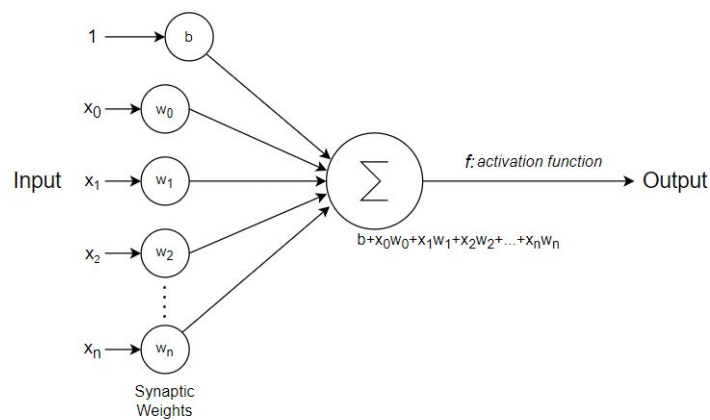 1
b
x₀
w₀
Input
x₁
w₁
Σ
f: activation function
Output
b+x₀w₀+x₁w₁+x₂w₂+...+xₙwₙ
x₂
w₂
xₙ
wₙ
Synaptic
Weights